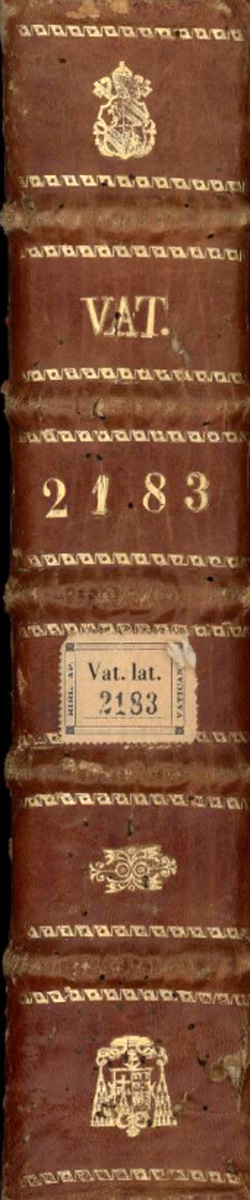 VAT.
2183
BIBL. AP. VATICANA
Vat. lat.
2183